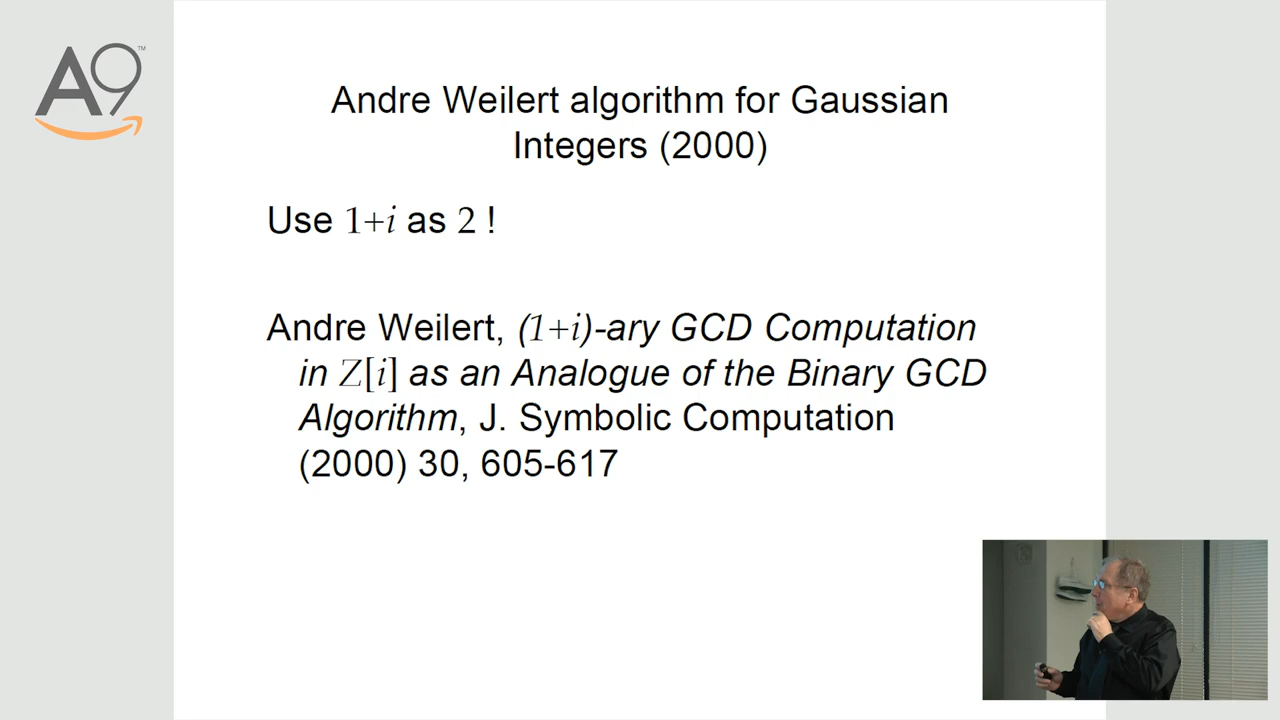 A9™
Andre Weilert algorithm for Gaussian
Integers (2000)
Use 1+i as 2 !
Andre Weilert, (1+i)-ary GCD Computation
in Z[i] as an Analogue of the Binary GCD
Algorithm, J. Symbolic Computation
(2000) 30, 605-617